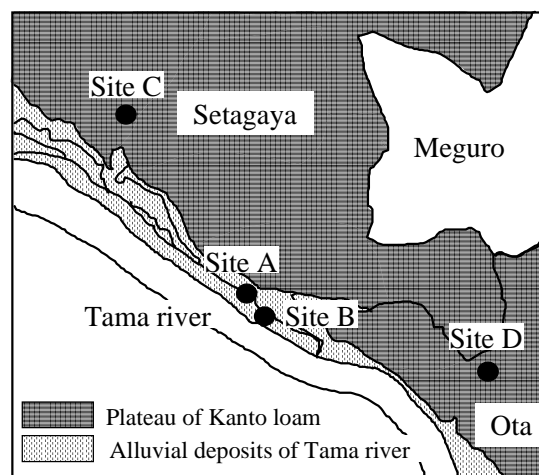 Site C
Setagaya
Meguro
Site A
Tama river
Site B
Site D
Plateau of Kanto loam
Ota
Alluvial deposits of Tama river